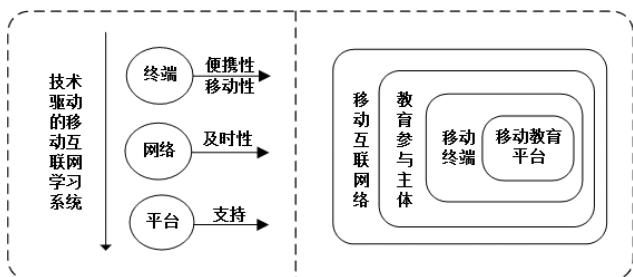 技术
驱动
的移
动互
联网
学习
系统
终端
便携性
移动性
网络
及时性
平台
支持
移动互联网络
教育参与主体
移动
终端
移动教育
平台